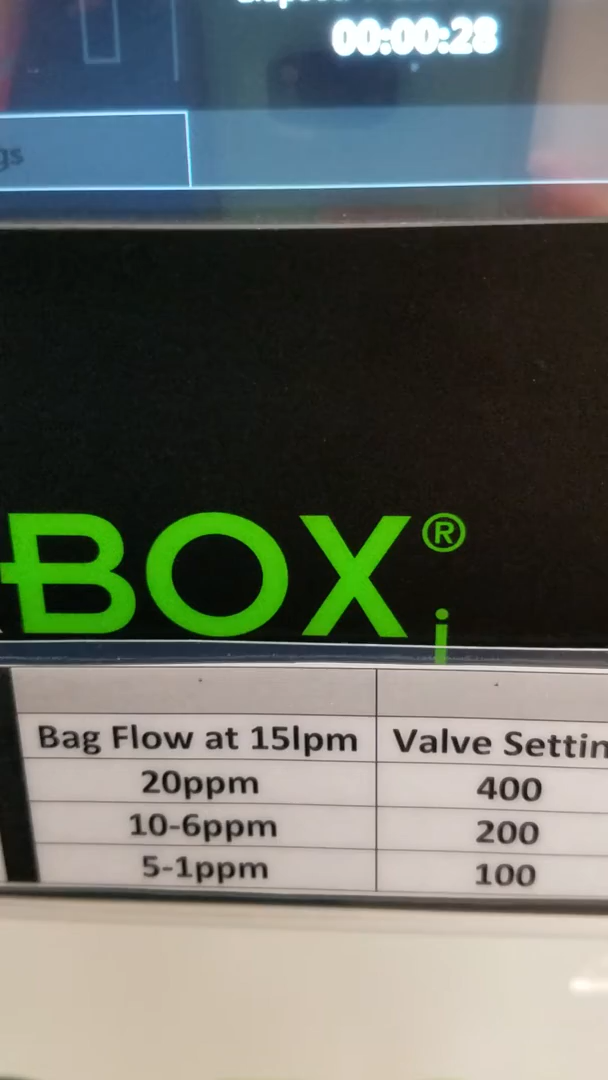 00:00:28
gs
BOX®
i
Bag Flow at 15lpm Valve Settin
20ppm 400
10-6ppm 200
5-1ppm 100